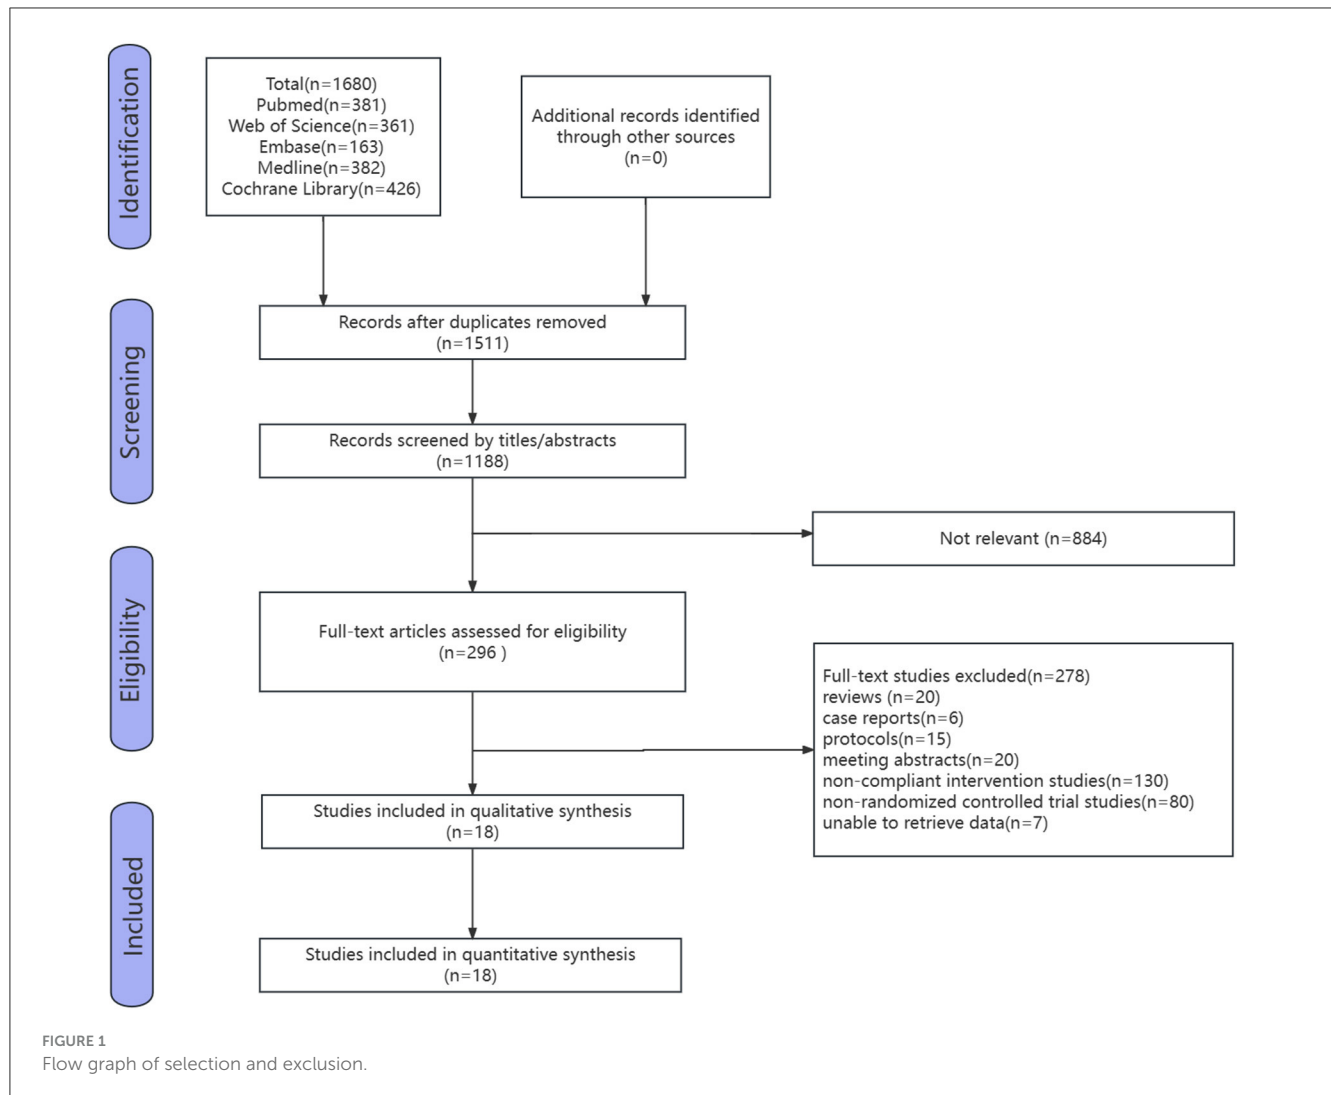 Identification
Total(n=1680)
Pubmed(n=381)
Web of Science(n=361)
Embase(n=163)
Medline(n=382)
Cochrane Library(n=426)
Additional records identified
through other sources
(n=0)
Screening
Records after duplicates removed
(n=1511)
Records screened by titles/abstracts
(n=1188)
Not relevant (n=884)
Eligibility
Full-text articles assessed for eligibility
(n=296 )
Full-text studies excluded(n=278)
reviews (n=20)
case reports(n=6)
protocols(n=15)
meeting abstracts(n=20)
non-compliant intervention studies(n=130)
non-randomized controlled trial studies(n=80)
unable to retrieve data(n=7)
Included
Studies included in qualitative synthesis
(n=18)
Studies included in quantitative synthesis
(n=18)
FIGURE 1
Flow graph of selection and exclusion.